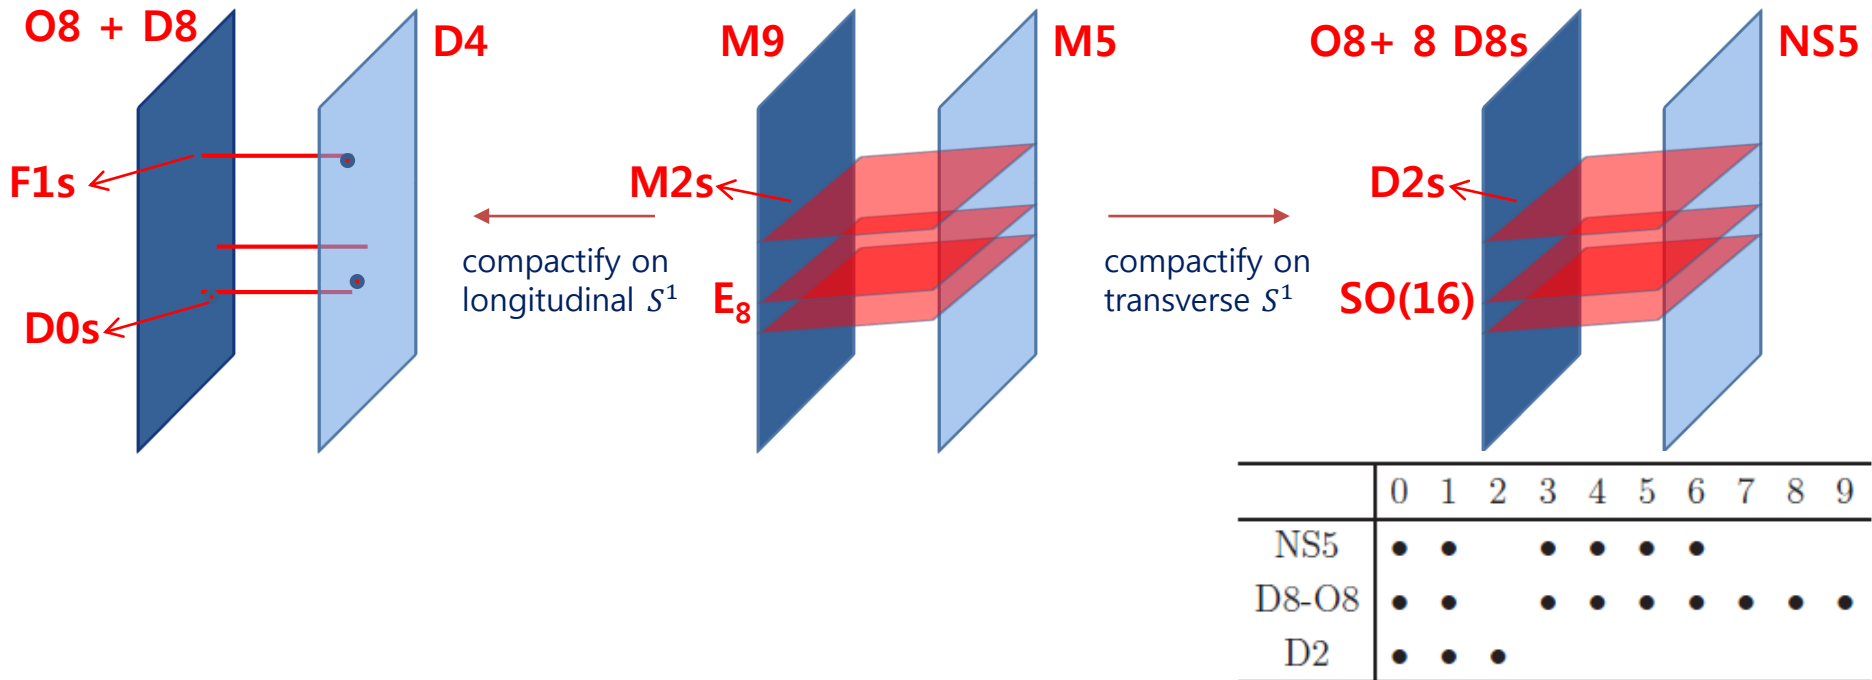 O8 + D8
D4
F1s
D0s
compactify on
longitudinal S¹
M9
M5
M2s
E₈
compactify on
transverse S¹
O8+ 8 D8s
NS5
D2s
SO(16)
0 1 2 3 4 5 6 7 8 9
NS5 • • • • • •
D8-O8 • • • • • • • • •
D2 • • •